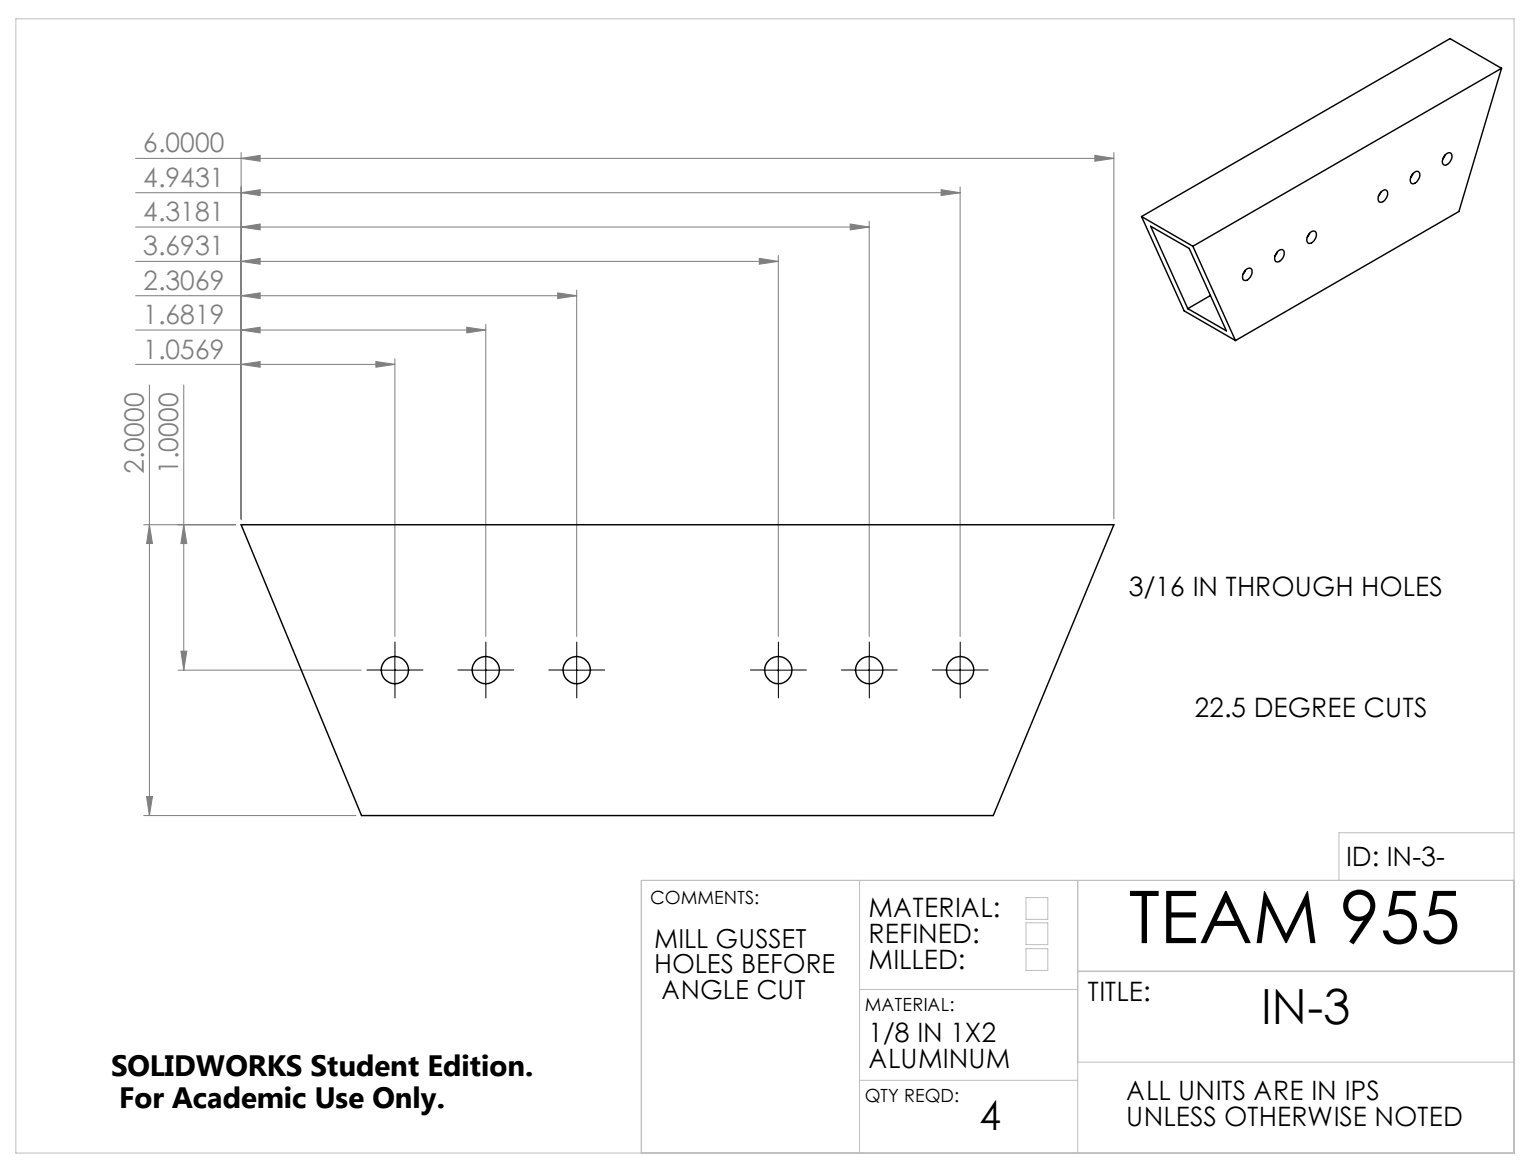 6.0000
4.9431
4.3181
3.6931
2.3069
1.6819
1.0569
2.0000
1.0000
3/16 IN THROUGH HOLES
22.5 DEGREE CUTS
ID: IN-3-
COMMENTS:
MILL GUSSET
HOLES BEFORE
ANGLE CUT
MATERIAL:
REFINED:
MILLED:
MATERIAL:
1/8 IN 1X2
ALUMINUM
QTY REQD:
4
TEAM 955
TITLE:
IN-3
ALL UNITS ARE IN IPS
UNLESS OTHERWISE NOTED
SOLIDWORKS Student Edition.
For Academic Use Only.